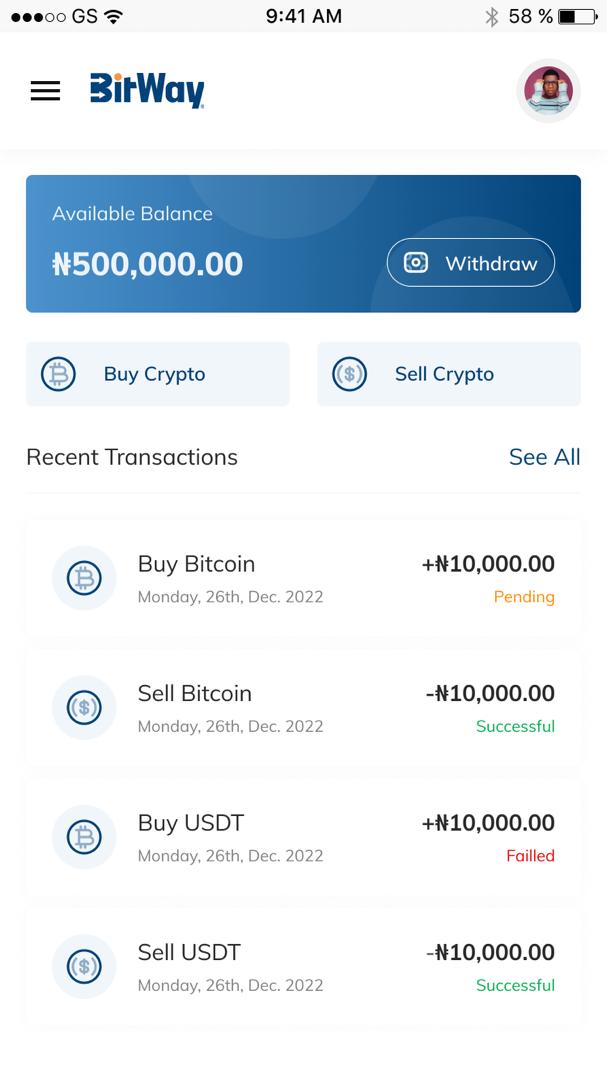 GS 9:41 AM 58 %
BitWay
Available Balance
₦500,000.00
Withdraw
Buy Crypto
Sell Crypto
Recent Transactions
See All
Buy Bitcoin
+₦10,000.00
Monday, 26th, Dec. 2022
Pending
Sell Bitcoin
-₦10,000.00
Monday, 26th, Dec. 2022
Successful
Buy USDT
+₦10,000.00
Monday, 26th, Dec. 2022
Failled
Sell USDT
-₦10,000.00
Monday, 26th, Dec. 2022
Successful